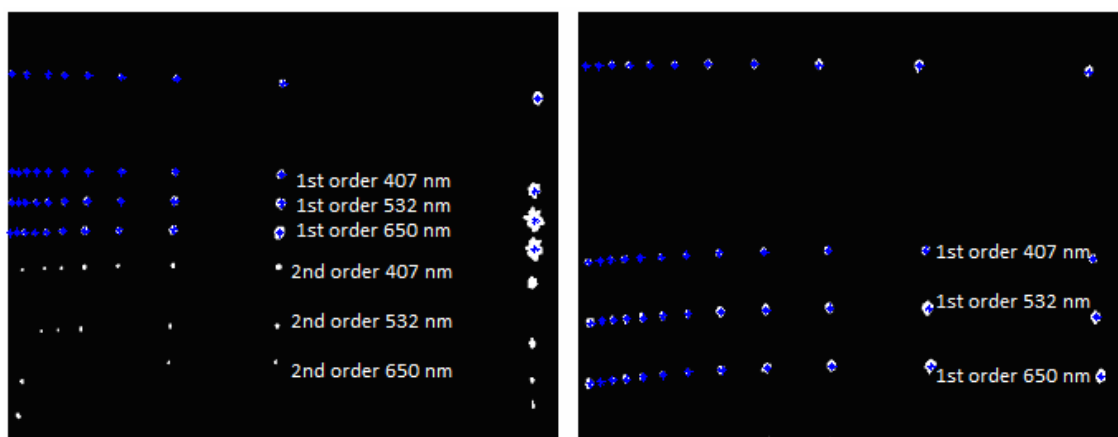 1st order 407 nm
1st order 532 nm
1st order 650 nm
2nd order 407 nm
2nd order 532 nm
2nd order 650 nm
1st order 407 nm
1st order 532 nm
1st order 650 nm